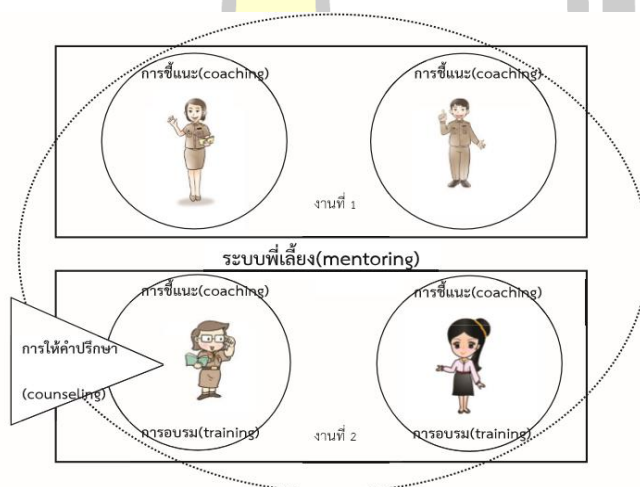 การชี้แนะ(coaching)
การชี้แนะ(coaching)
งานที่ 1
ระบบพี่เลี้ยง(mentoring)
การชี้แนะ(coaching)
การชี้แนะ(coaching)
การให้คำปรึกษา
(counseling)
การอบรม(training)
งานที่ 2
การอบรม(training)